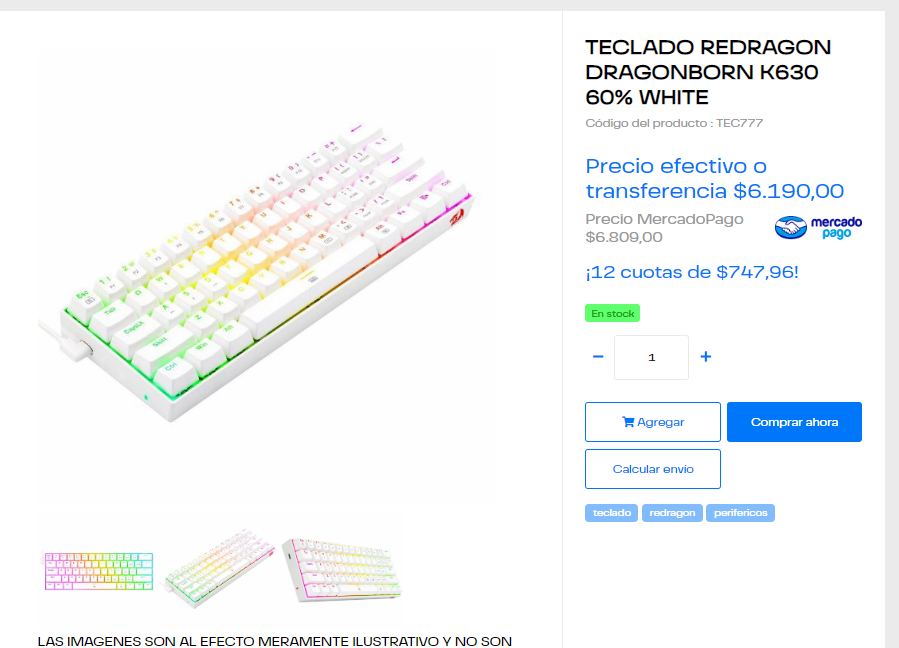 TECLADO REDRAGON
DRAGONBORN K630
60% WHITE
Código del producto : TEC777
Precio efectivo o
transferencia $6.190,00
Precio MercadoPago
$6.809,00
mercado
pago
¡12 cuotas de $747,96!
En stock
− 1 +
Agregar
Comprar ahora
Calcular envío
teclado redragon perifericos
LAS IMAGENES SON AL EFECTO MERAMENTE ILUSTRATIVO Y NO SON